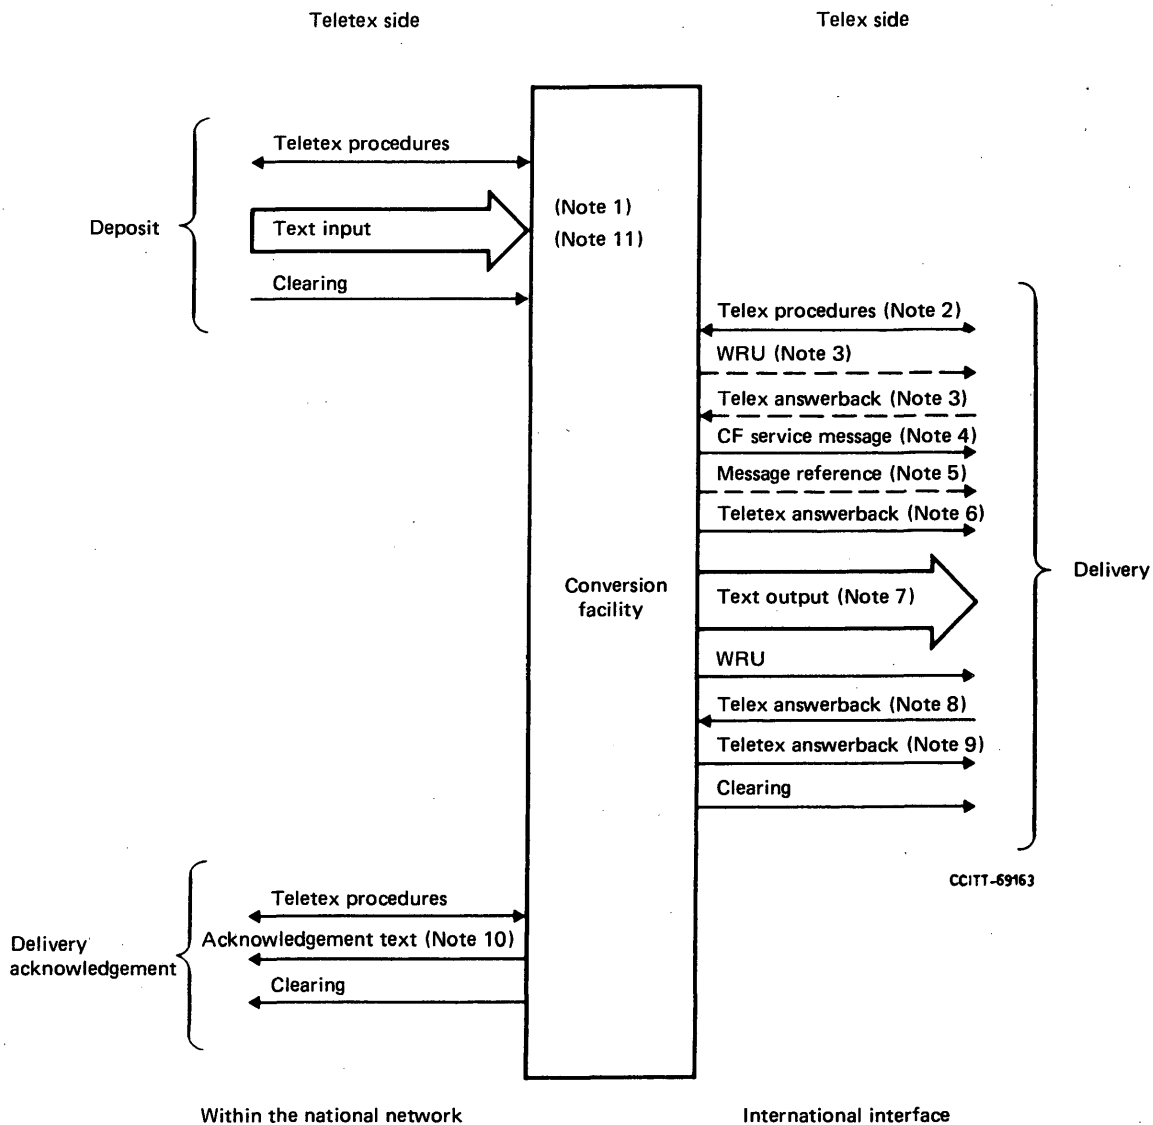 Teletex side
Telex side
Teletex procedures
Deposit
Text input
(Note 1)
(Note 11)
Clearing
Telex procedures (Note 2)
WRU (Note 3)
Telex answerback (Note 3)
CF service message (Note 4)
Message reference (Note 5)
Teletex answerback (Note 6)
Conversion
facility
Text output (Note 7)
Delivery
WRU
Telex answerback (Note 8)
Teletex answerback (Note 9)
Clearing
CCITT-69163
Teletex procedures
Delivery
acknowledgement
Acknowledgement text (Note 10)
Clearing
Within the national network
International interface